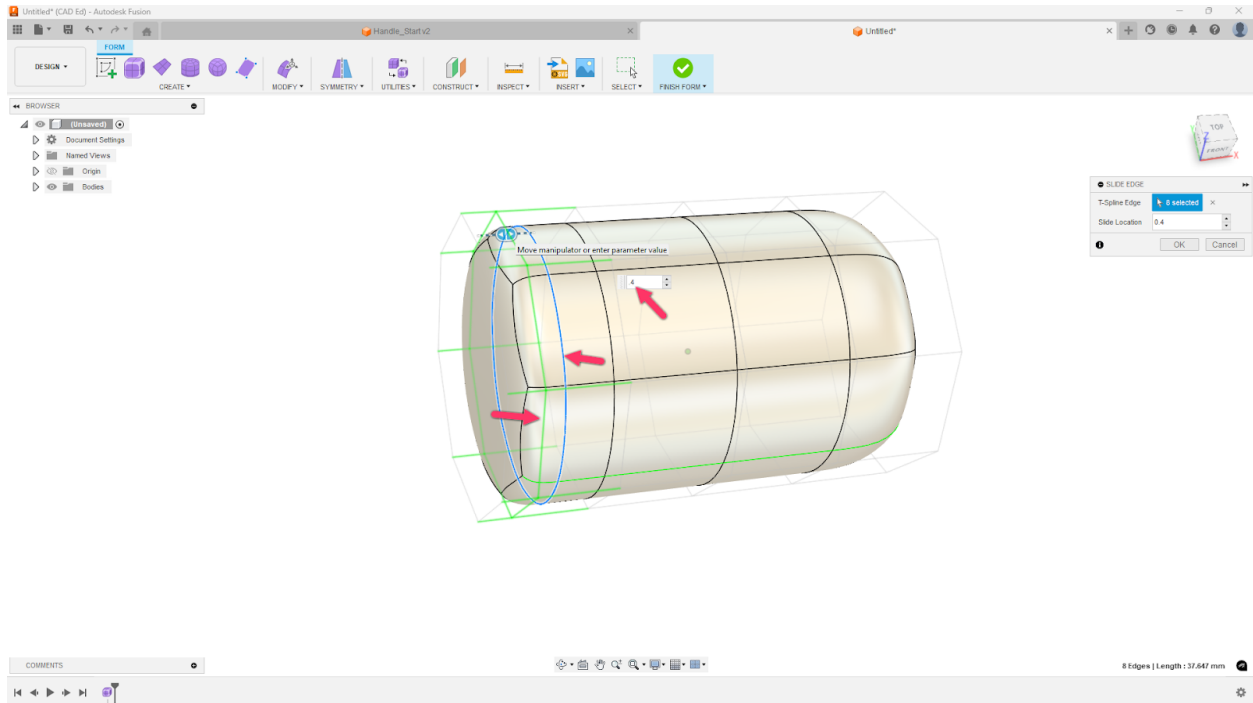 Untitled* (CAD Ed) - Autodesk Fusion
Handle_Start v2
Untitled*
FORM
DESIGN
CREATE
MODIFY
SYMMETRY
UTILITIES
CONSTRUCT
INSPECT
INSERT
SELECT
FINISH FORM
BROWSER
(Unsaved)
Document Settings
Named Views
Origin
Bodies
TOP
FRONT
Z
X
SLIDE EDGE
T-Spline Edge
8 selected
Slide Location
0.4
OK
Cancel
Move manipulator or enter parameter value
4
COMMENTS
8 Edges | Length : 37.647 mm